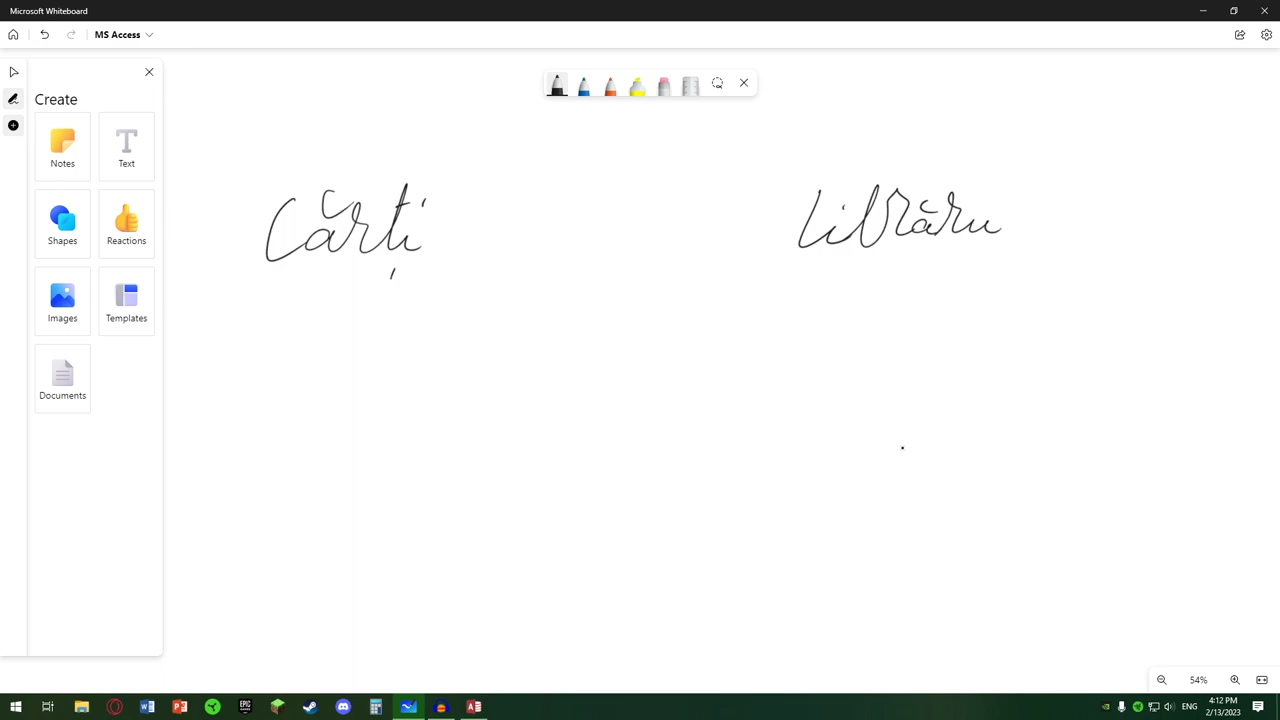 Microsoft Whiteboard
MS Access
Create
Notes
Text
Shapes
Reactions
Images
Templates
Documents
Cărți
Librăru
54%
ENG
4:12 PM
2/13/2023